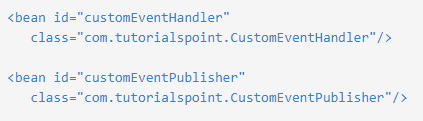 <bean id="customEventHandler"
class="com.tutorialspoint.CustomEventHandler"/>
<bean id="customEventPublisher"
class="com.tutorialspoint.CustomEventPublisher"/>